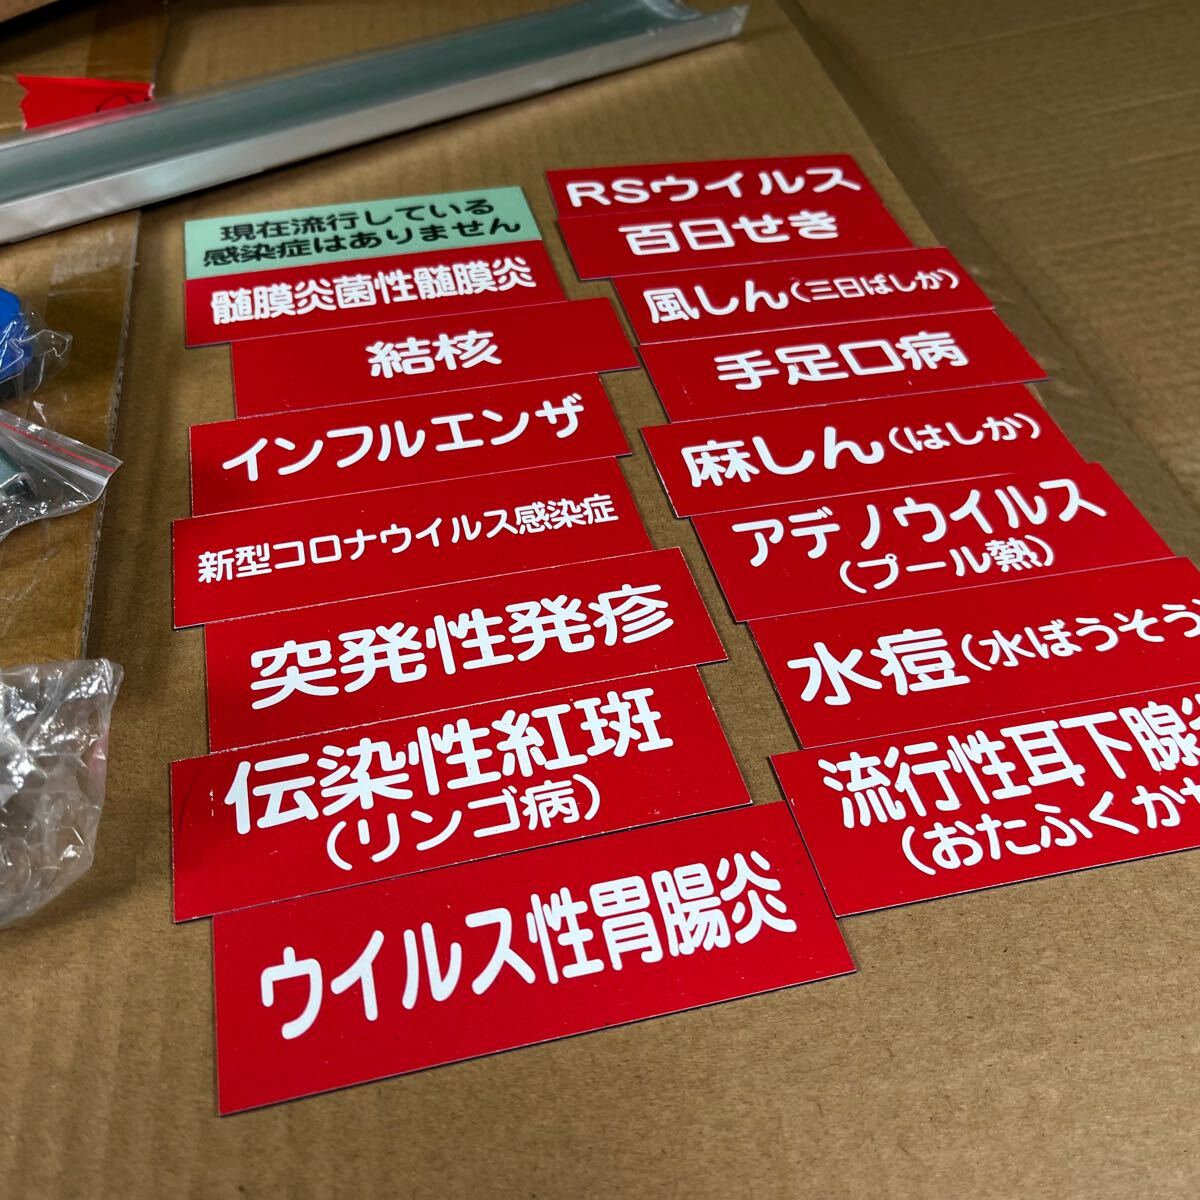 現在流行している
感染症はありません
髄膜炎菌性髄膜炎
結核
インフルエンザ
新型コロナウイルス感染症
突発性発疹
伝染性紅斑
(リンゴ病)
ウイルス性胃腸炎
RSウイルス
百日せき
風しん(三日ばしか)
手足口病
麻しん(はしか)
アデノウイルス
(プール熱)
水痘(水ぼうそう
流行性耳下腺炎
(おたふくかぜ